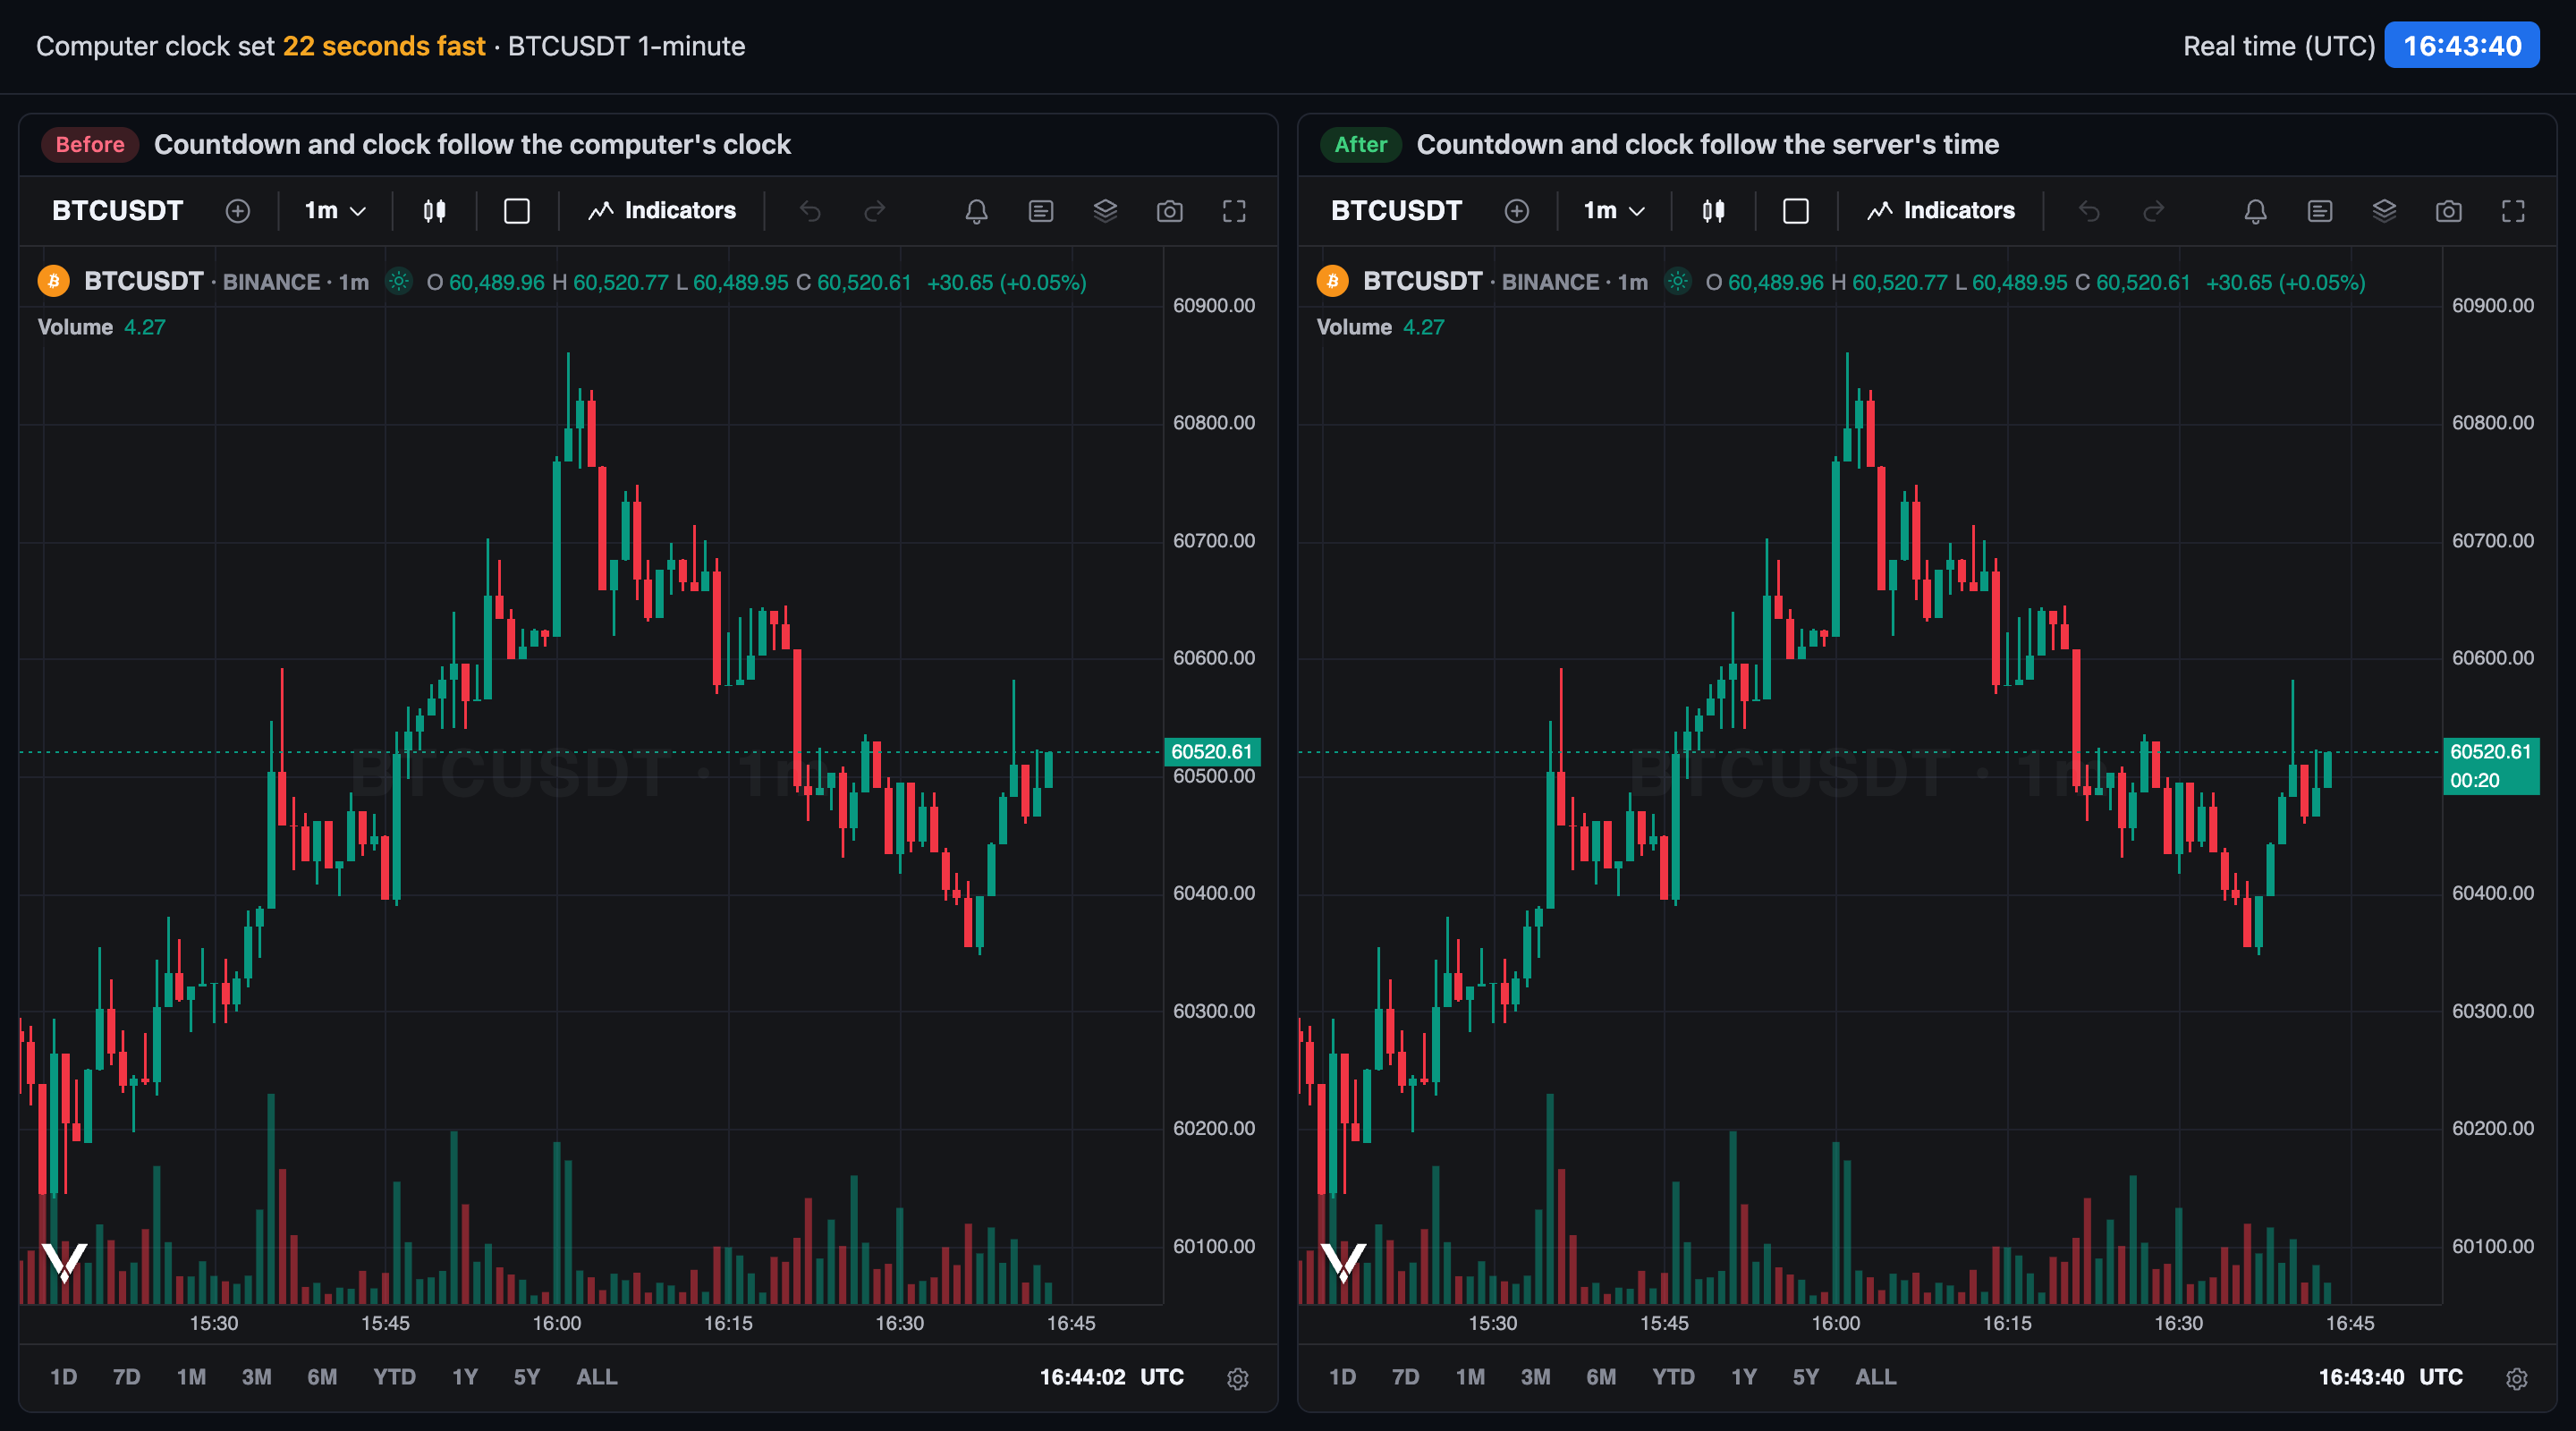 Computer clock set 22 seconds fast · BTCUSDT 1-minute
Real time (UTC) 16:43:40
Before Countdown and clock follow the computer's clock
BTCUSDT 1m Indicators
BTCUSDT · BINANCE · 1m O 60,489.96 H 60,520.77 L 60,489.95 C 60,520.61 +30.65 (+0.05%)
Volume 4.27
BTCUSDT · 1m
60900.00
60800.00
60700.00
60600.00
60520.61
60500.00
60400.00
60300.00
60200.00
60100.00
15:30 15:45 16:00 16:15 16:30 16:45
1D 7D 1M 3M 6M YTD 1Y 5Y ALL 16:44:02 UTC
After Countdown and clock follow the server's time
BTCUSDT 1m Indicators
BTCUSDT · BINANCE · 1m O 60,489.96 H 60,520.77 L 60,489.95 C 60,520.61 +30.65 (+0.05%)
Volume 4.27
BTCUSDT · 1m
60900.00
60800.00
60700.00
60600.00
60520.61
00:20
60400.00
60300.00
60200.00
60100.00
15:30 15:45 16:00 16:15 16:30 16:45
1D 7D 1M 3M 6M YTD 1Y 5Y ALL 16:43:40 UTC